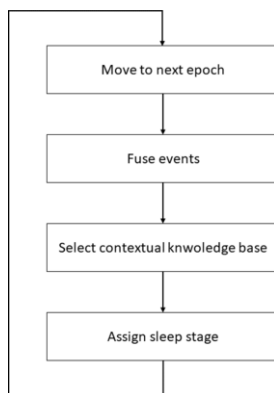 Move to next epoch
Fuse events
Select contextual knwoledge base
Assign sleep stage